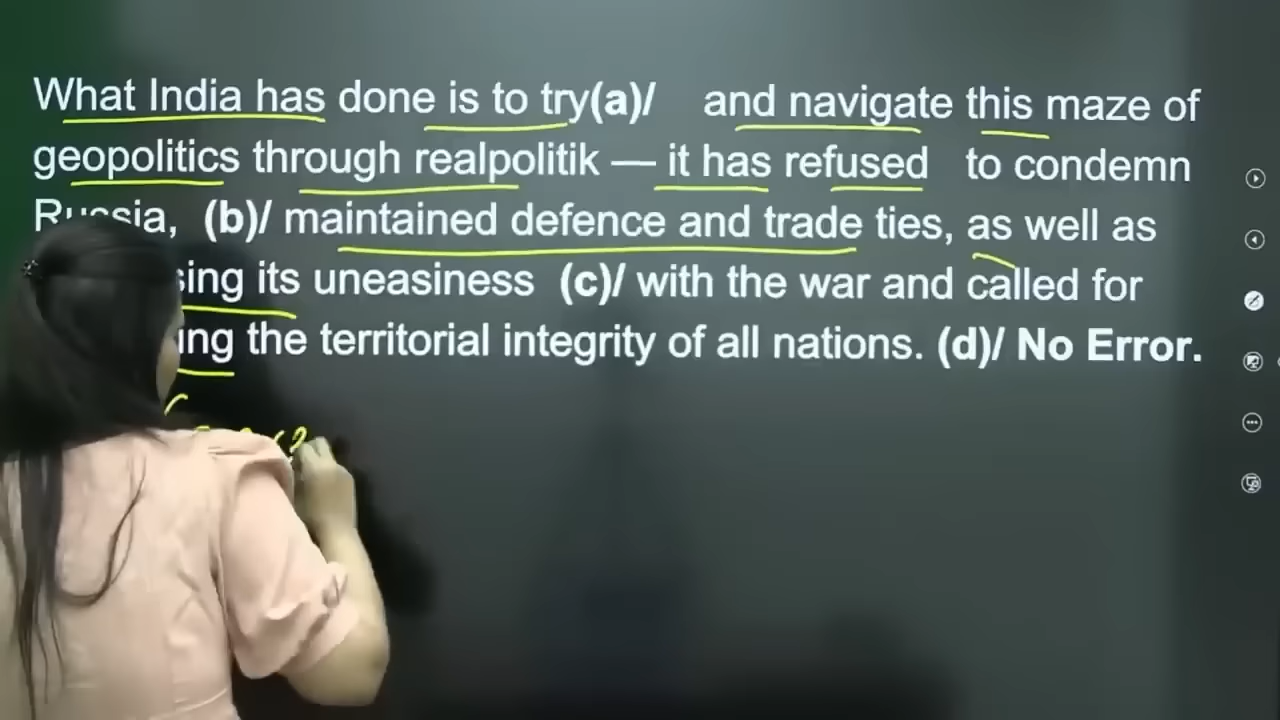 What India has done is to try(a)/ and navigate this maze of
geopolitics through realpolitik — it has refused to condemn
Russia, (b)/ maintained defence and trade ties, as well as
its uneasiness (c)/ with the war and called for
the territorial integrity of all nations. (d)/ No Error.